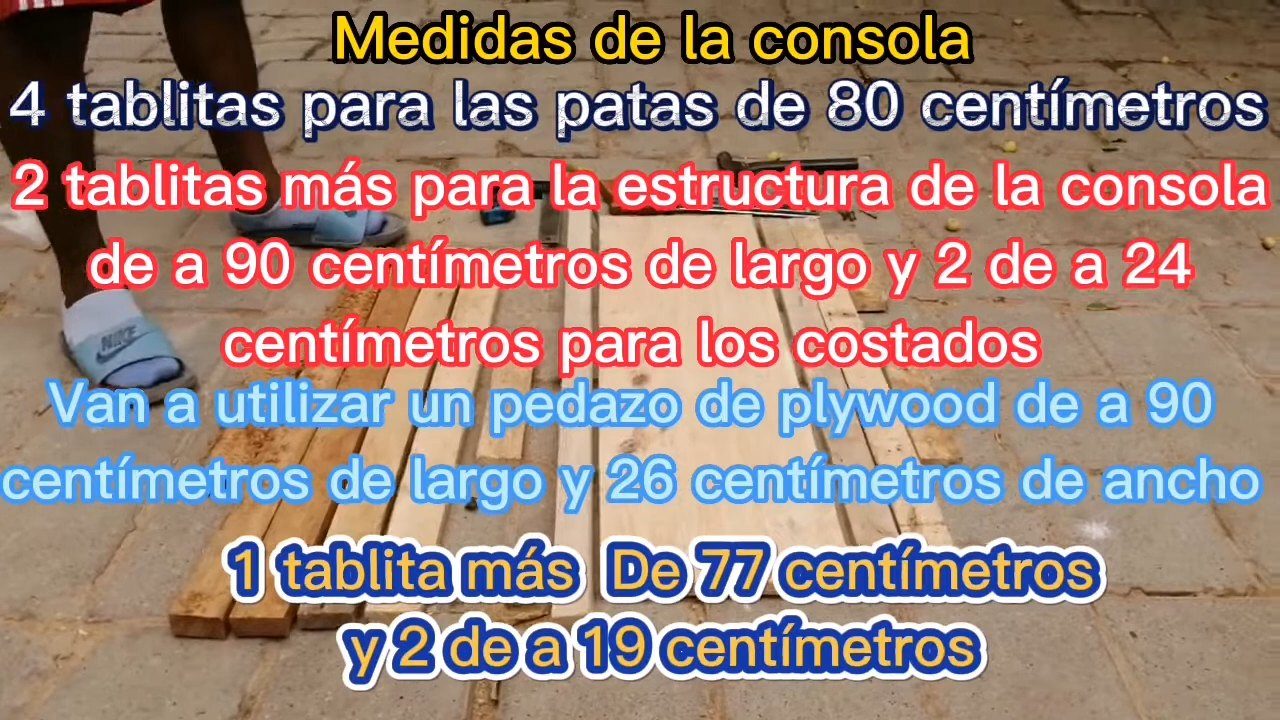 Medidas de la consola
4 tablitas para las patas de 80 centímetros
2 tablitas más para la estructura de la consola
de a 90 centímetros de largo y 2 de a 24
centímetros para los costados
Van a utilizar un pedazo de plywood de a 90
centímetros de largo y 26 centímetros de ancho
1 tablita más De 77 centímetros
y 2 de a 19 centímetros
NIKE